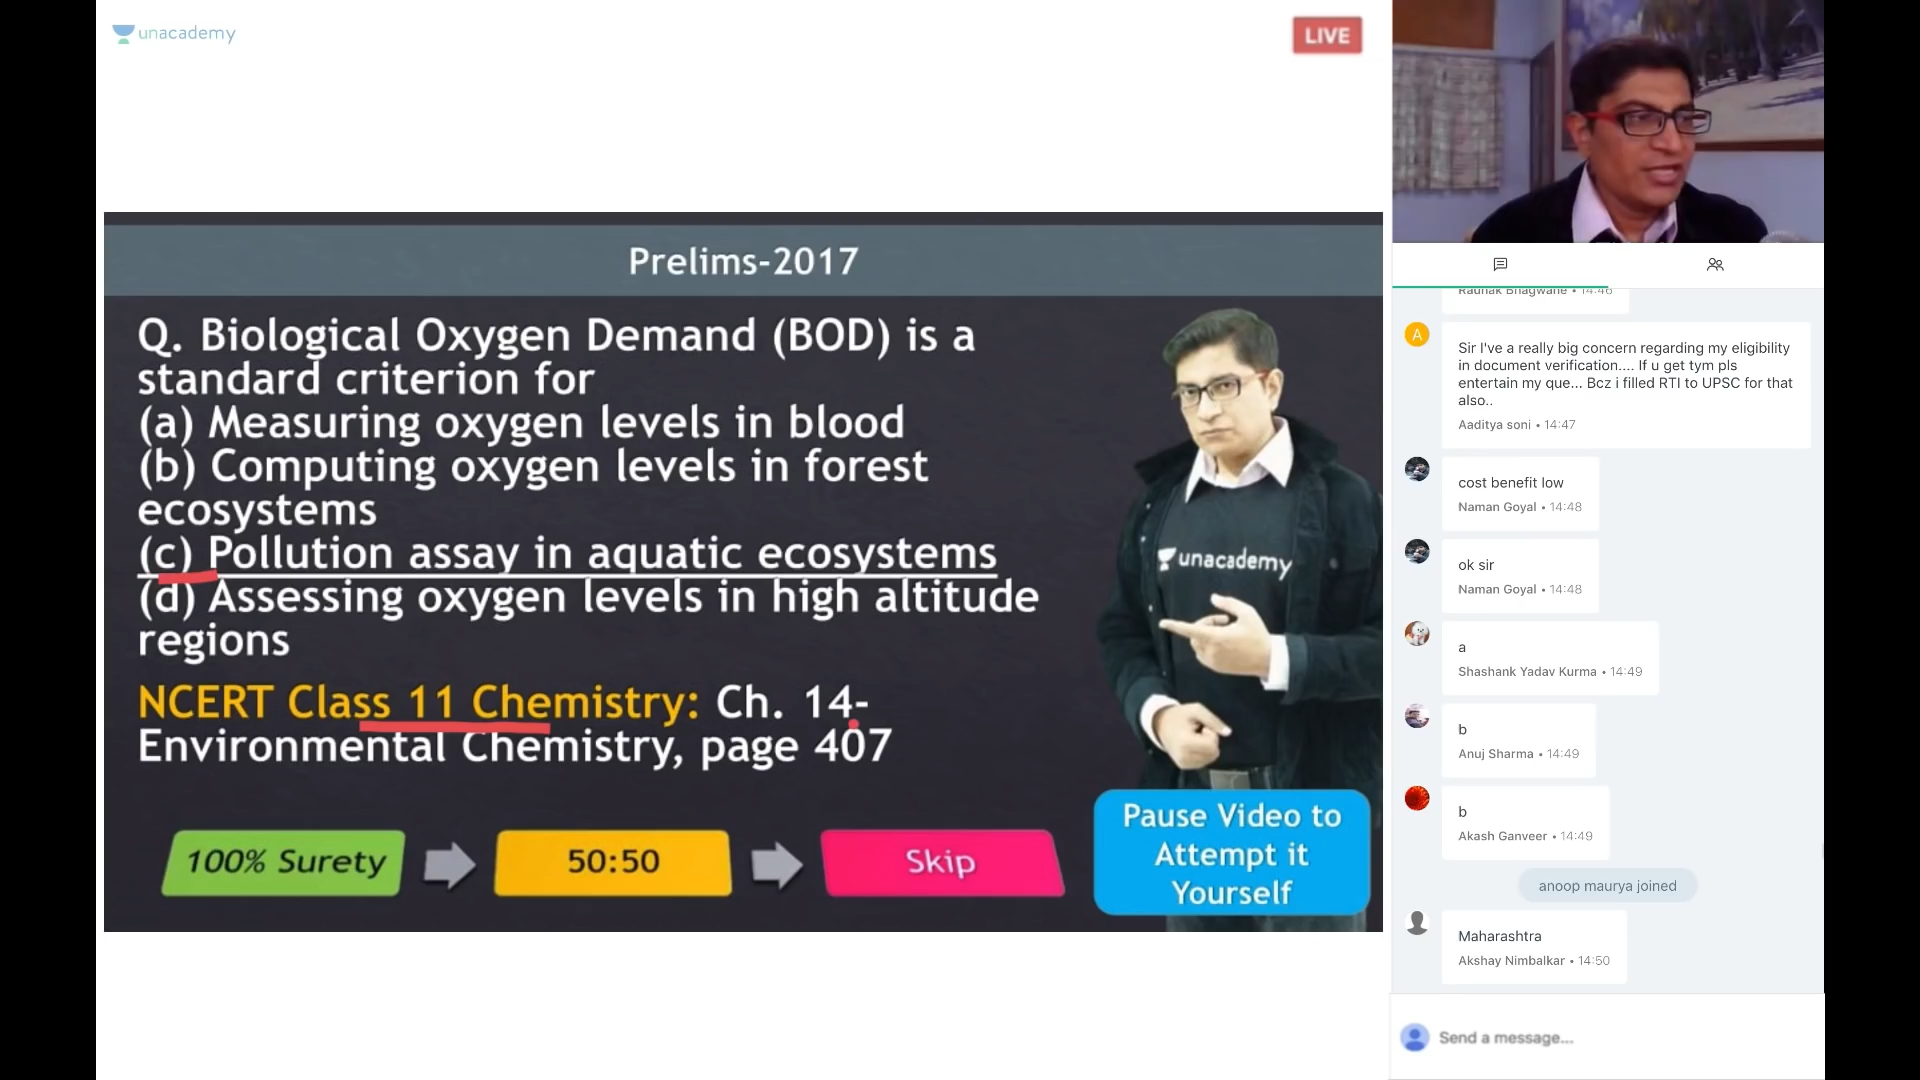 unacademy
LIVE
Prelims-2017
Q. Biological Oxygen Demand (BOD) is a
standard criterion for
(a) Measuring oxygen levels in blood
(b) Computing oxygen levels in forest
ecosystems
(c) Pollution assay in aquatic ecosystems
(d) Assessing oxygen levels in high altitude
regions
NCERT Class 11 Chemistry: Ch. 14-
Environmental Chemistry, page 407
100% Surety
50:50
Skip
unacademy
Pause Video to
Attempt it
Yourself
14:46
A
Sir I've a really big concern regarding my eligibility
in document verification.... If u get tym pls
entertain my que... Bcz i filled RTI to UPSC for that
also..
Aaditya soni • 14:47
cost benefit low
Naman Goyal • 14:48
ok sir
Naman Goyal • 14:48
a
Shashank Yadav Kurma • 14:49
b
Anuj Sharma • 14:49
b
Akash Ganveer • 14:49
anoop maurya joined
Maharashtra
Akshay Nimbalkar • 14:50
Send a message...